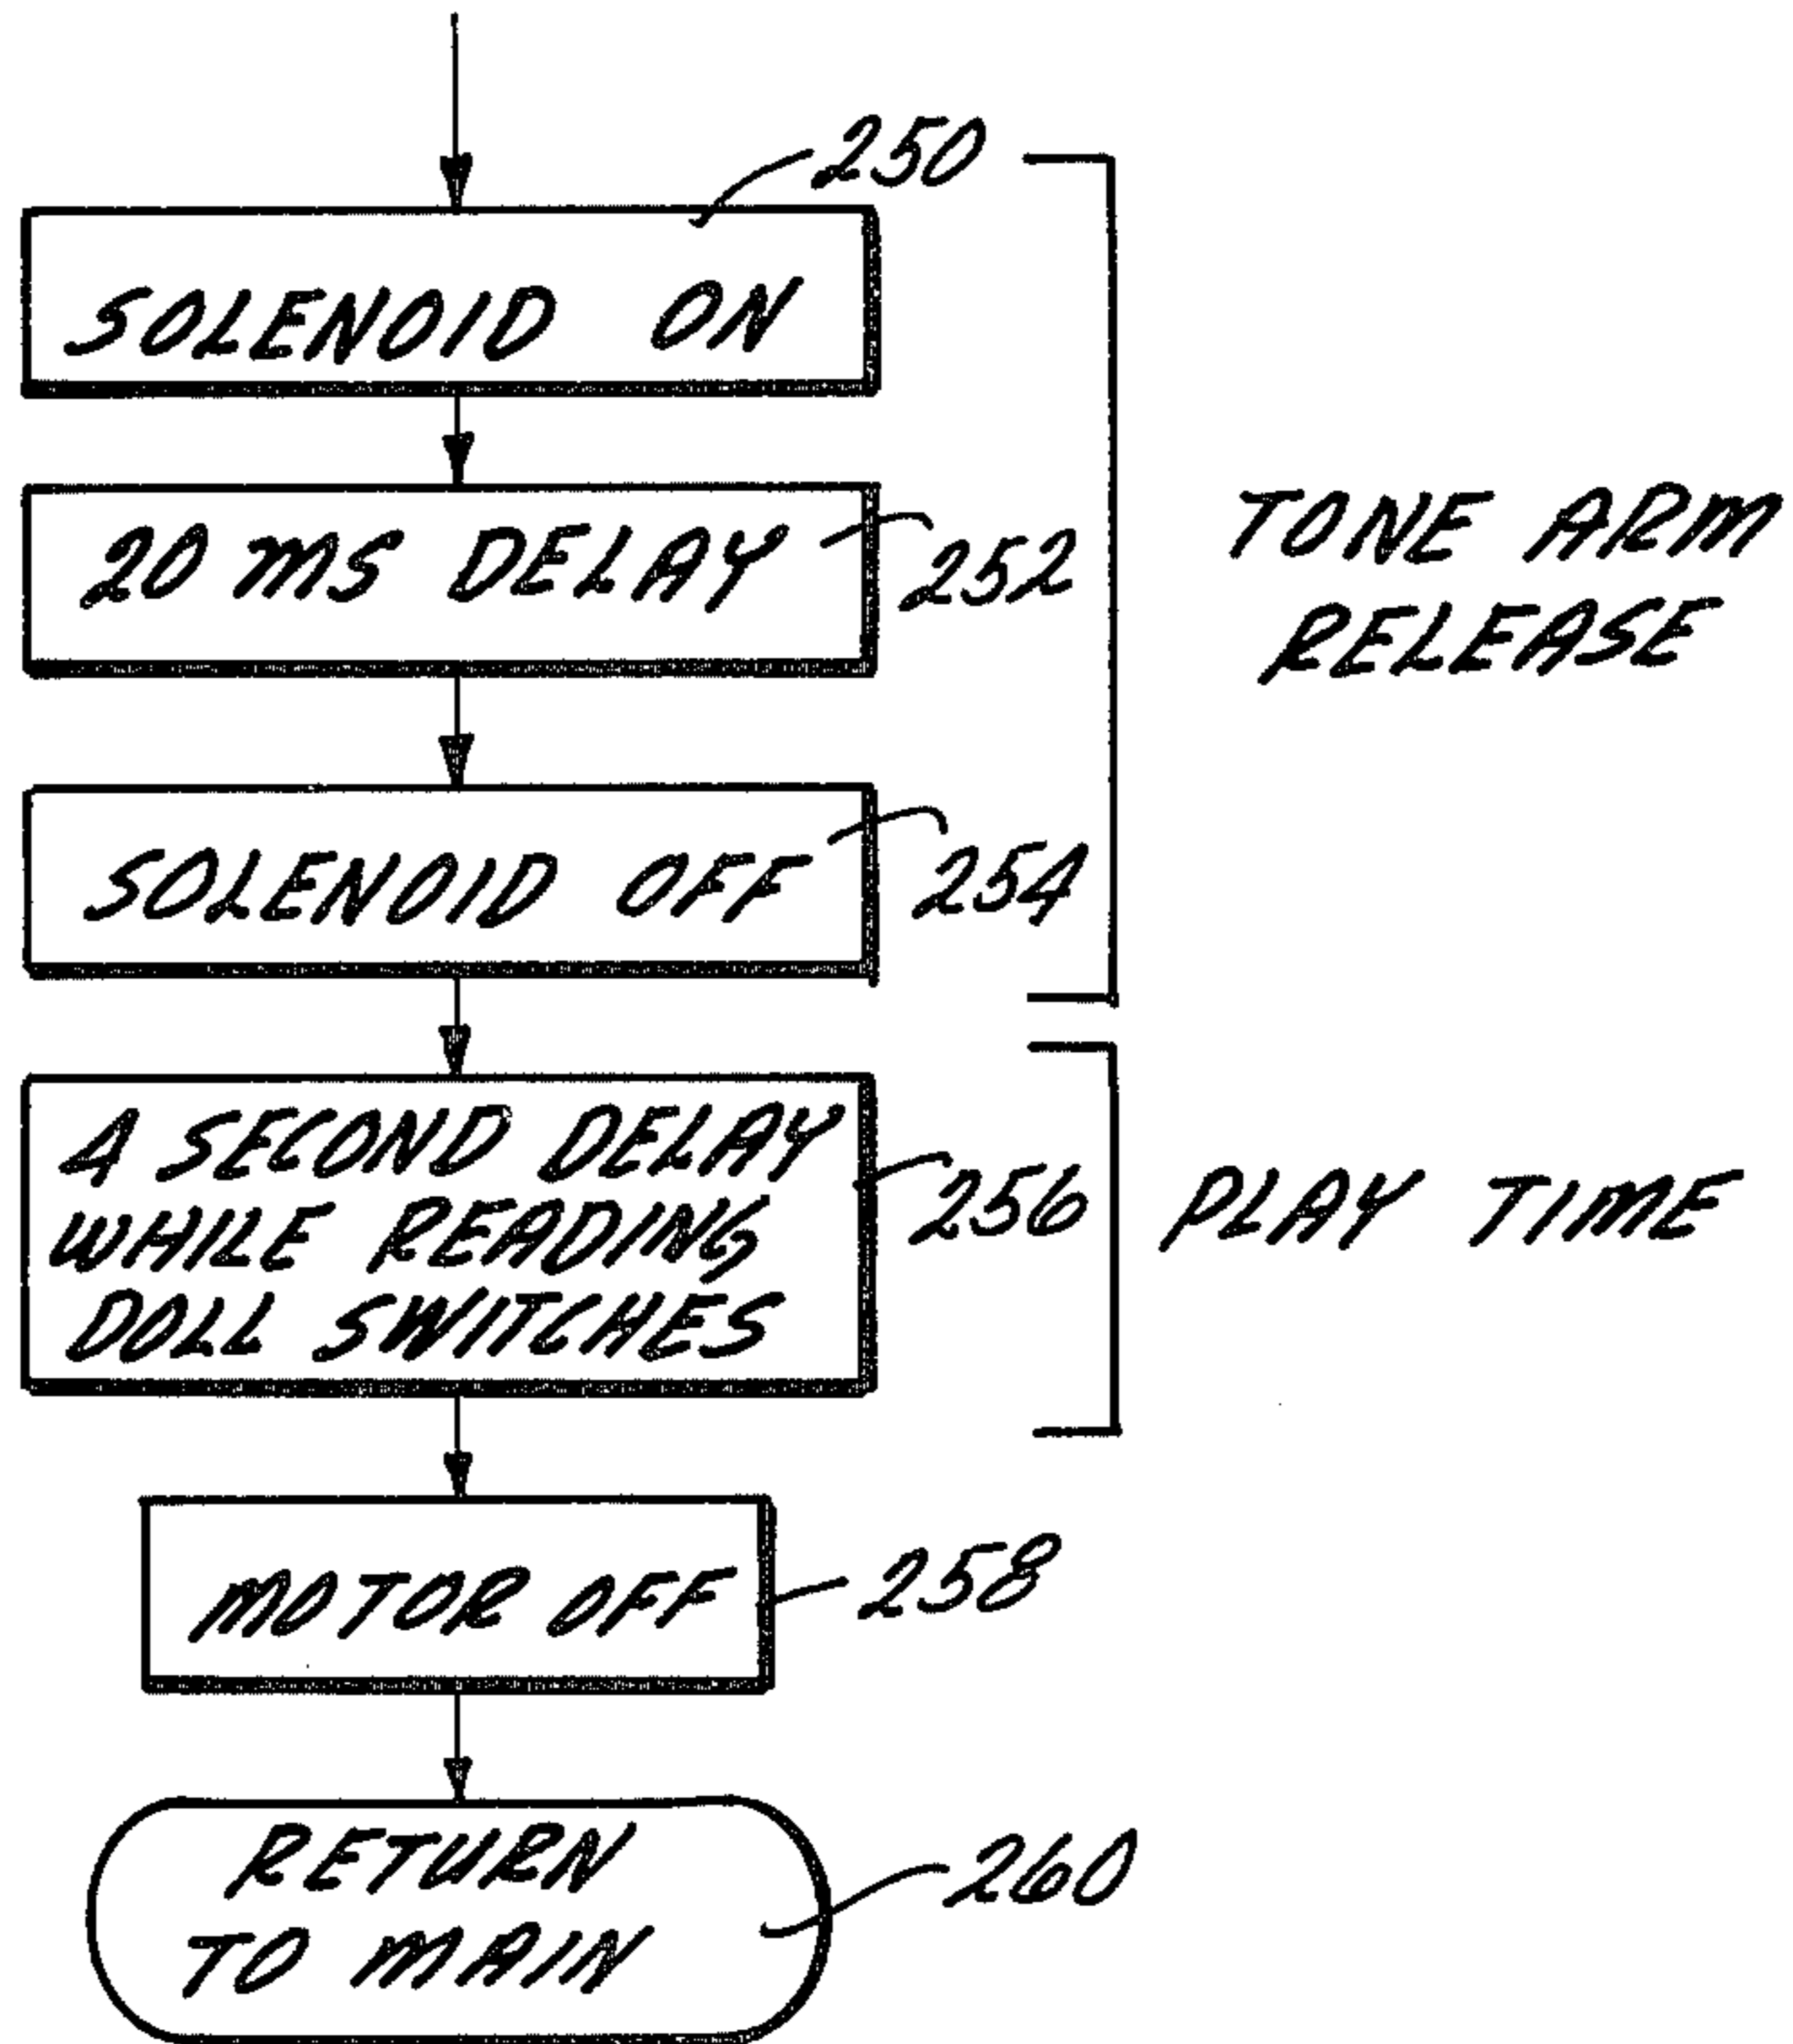 250
SOLENOID ON
20 MS DELAY
252
TONE ARM
RELEASE
SOLENOID OFF
254
4 SECOND DELAY
WHILE READING
DOLL SWITCHES
256
PLAY TIME
MOTOR OFF
258
RETURN
TO MAIN
260